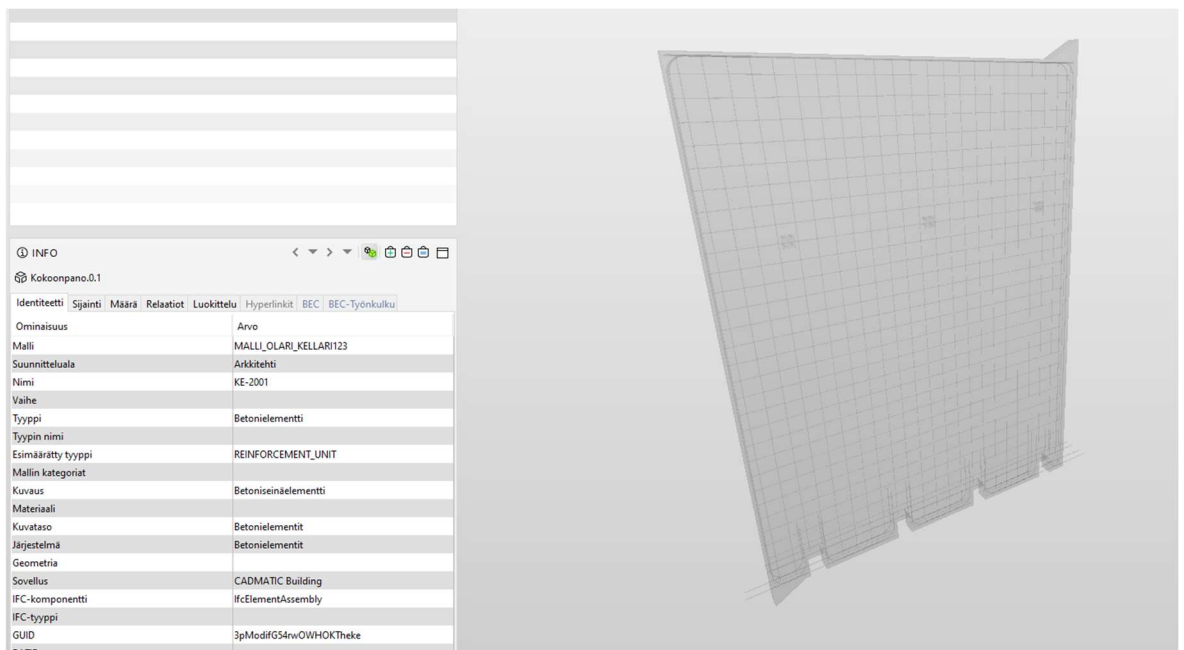 INFO
Kokoonpano.0.1
Identiteetti Sijainti Määrä Relaatiot Luokittelu Hyperlinkit BEC BEC-Työnkulku
Ominaisuus Arvo
Malli MALLI_OLARI_KELLARI123
Suunnitteluala Arkkitehti
Nimi KE-2001
Vaihe
Tyyppi Betonielementti
Tyypin nimi
Esimäärätty tyyppi REINFORCEMENT_UNIT
Mallin kategoriat
Kuvaus Betoniseinäelementti
Materiaali
Kuvataso Betonielementit
Järjestelmä Betonielementit
Geometria
Sovellus CADMATIC Building
IFC-komponentti IfcElementAssembly
IFC-tyyppi
GUID 3pModifG54rwOWHOKTheke